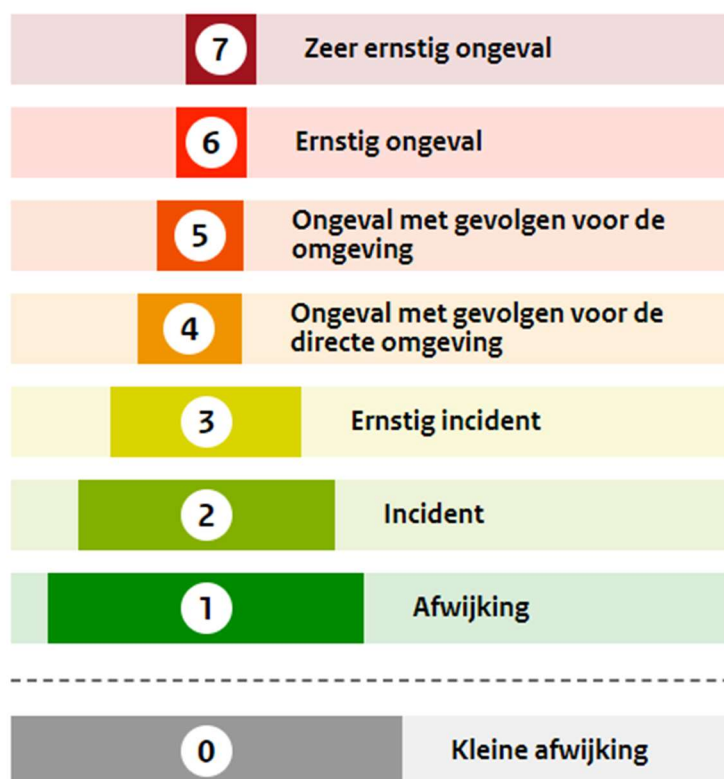 7 Zeer ernstig ongeval
6 Ernstig ongeval
5 Ongeval met gevolgen voor de
omgeving
4 Ongeval met gevolgen voor de
directe omgeving
3 Ernstig incident
2 Incident
1 Afwijking
0 Kleine afwijking